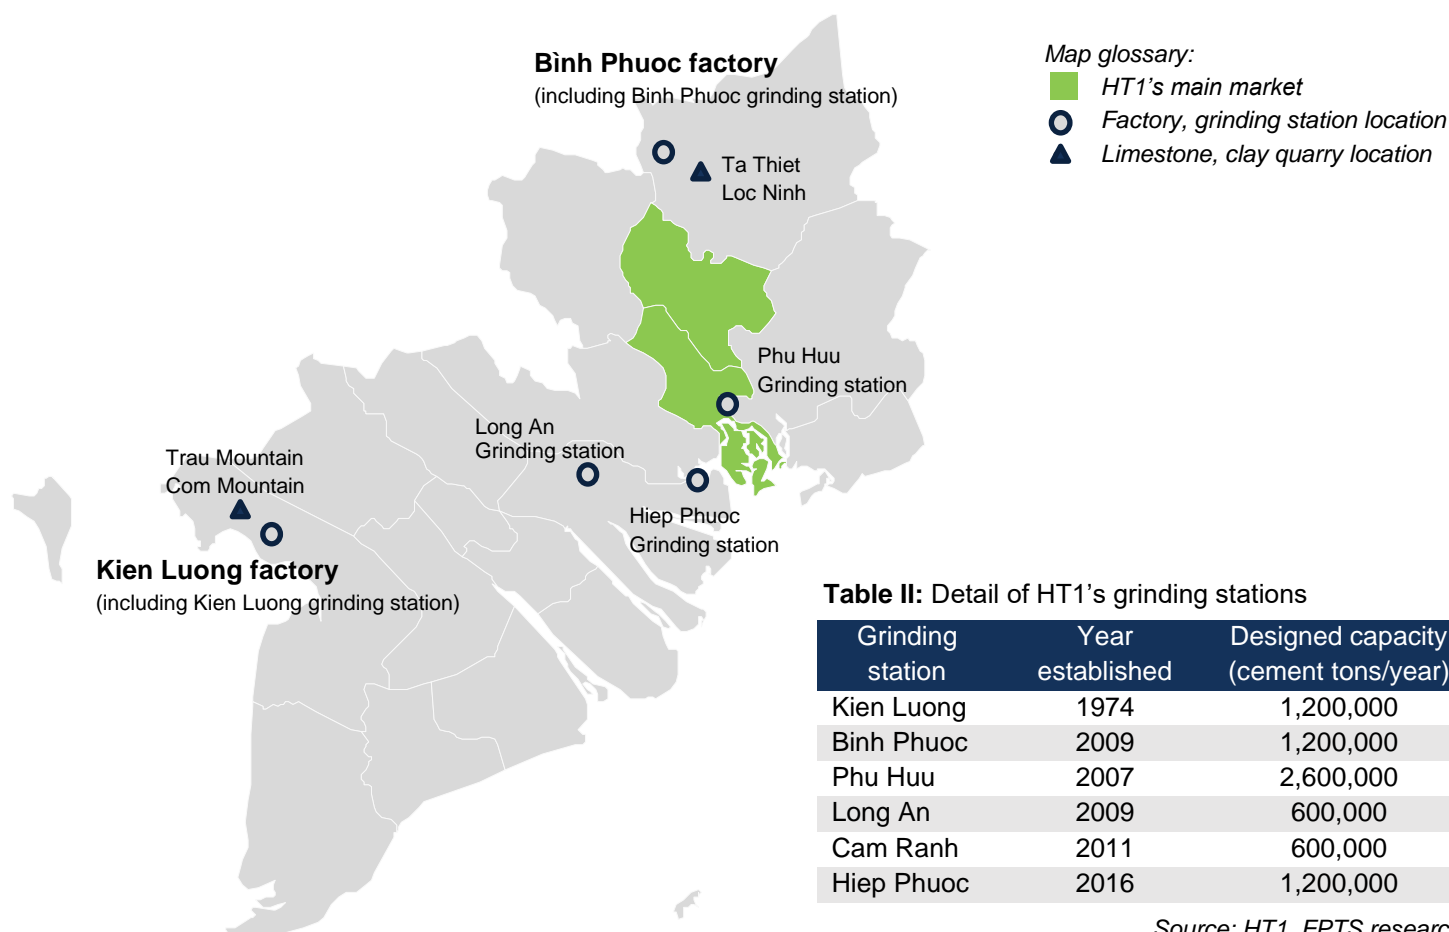 Bình Phuoc factory
(including Binh Phuoc grinding station)
Map glossary:
HT1's main market
Factory, grinding station location
Limestone, clay quarry location
Ta Thiet
Loc Ninh
Phu Huu
Grinding station
Long An
Grinding station
Trau Mountain
Com Mountain
Hiep Phuoc
Grinding station
Kien Luong factory
(including Kien Luong grinding station)
Table II: Detail of HT1's grinding stations
Grinding station Year established Designed capacity (cement tons/year)
Kien Luong 1974 1,200,000
Binh Phuoc 2009 1,200,000
Phu Huu 2007 2,600,000
Long An 2009 600,000
Cam Ranh 2011 600,000
Hiep Phuoc 2016 1,200,000
Source: HT1, FPTS research